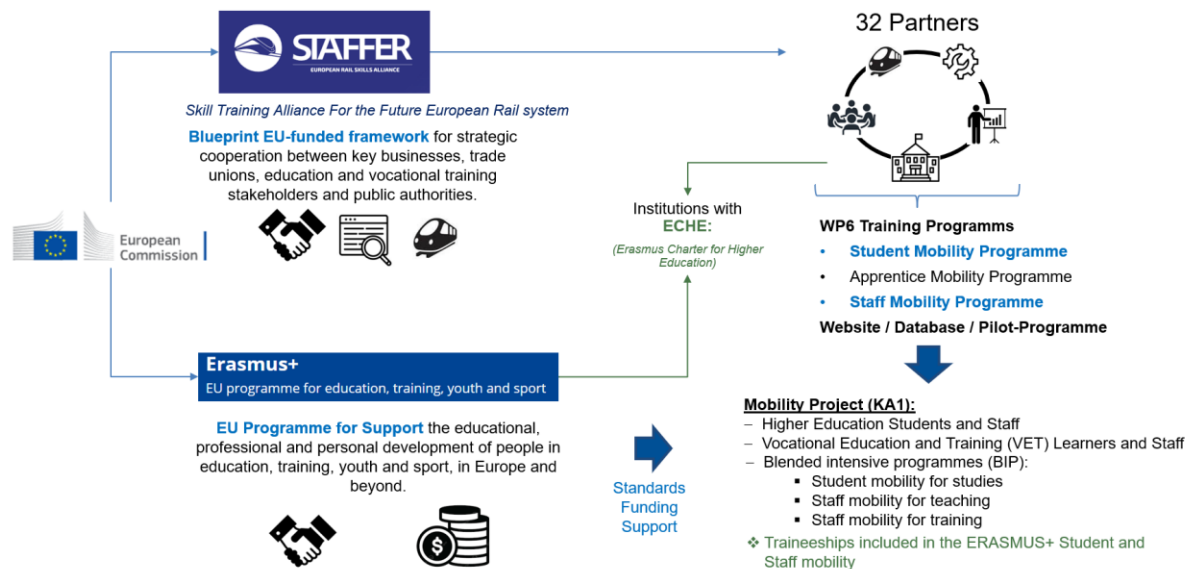 STAFFER
EUROPEAN RAIL SKILLS ALLIANCE
Skill Training Alliance For the Future European Rail system
Blueprint EU-funded framework for strategic
cooperation between key businesses, trade
unions, education and vocational training
stakeholders and public authorities.
European
Commission
Erasmus+
EU programme for education, training, youth and sport
EU Programme for Support the educational,
professional and personal development of people in
education, training, youth and sport, in Europe and
beyond.
$
Institutions with
ECHE:
(Erasmus Charter for Higher
Education)
Standards
Funding
Support
32 Partners
WP6 Training Programms
• Student Mobility Programme
• Apprentice Mobility Programme
• Staff Mobility Programme
Website / Database / Pilot-Programme
Mobility Project (KA1):
– Higher Education Students and Staff
– Vocational Education and Training (VET) Learners and Staff
– Blended intensive programmes (BIP):
▪ Student mobility for studies
▪ Staff mobility for teaching
▪ Staff mobility for training
❖ Traineeships included in the ERASMUS+ Student and
Staff mobility